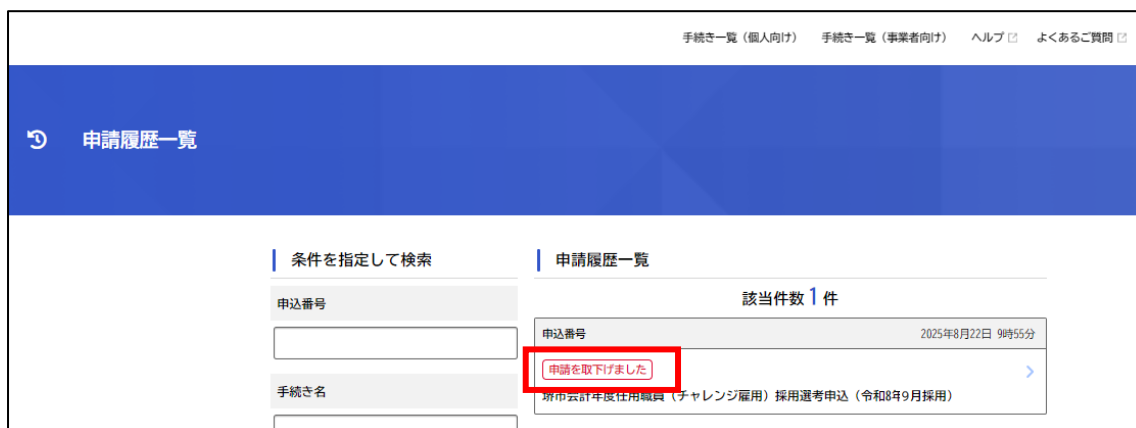 手続き一覧（個人向け） 手続き一覧（事業者向け） ヘルプ よくあるご質問
申請履歴一覧
条件を指定して検索
申込番号
手続き名
申請履歴一覧
該当件数 1 件
申込番号 2025年8月22日 9時55分
申請を取下げました
堺市会計年度任用職員（チャレンジ雇用）採用選考申込（令和8年9月採用）